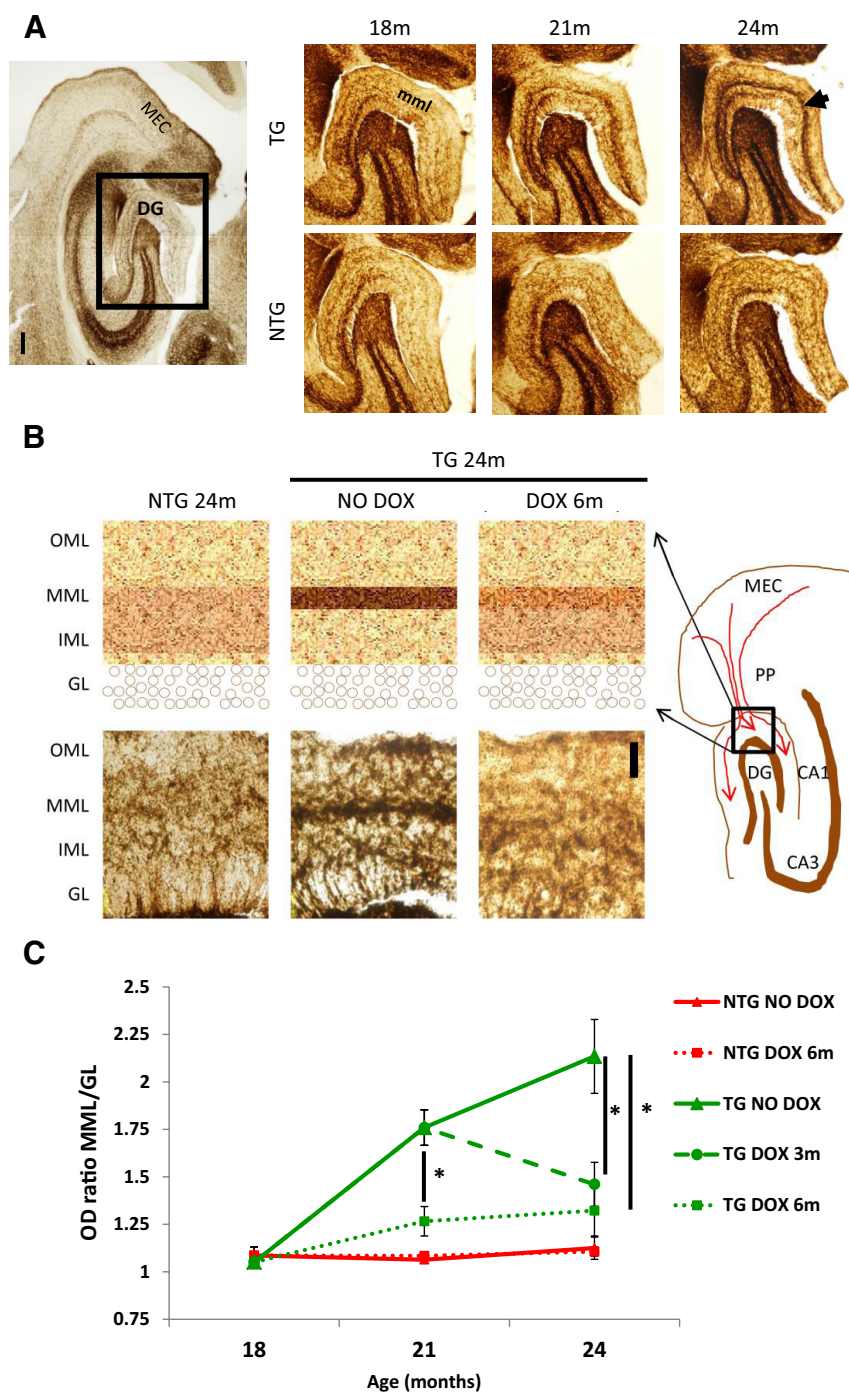 A
18m 21m 24m
MEC
DG
TG
mml
NTG
B
TG 24m
NTG 24m NO DOX DOX 6m
OML
MML
IML
GL
OML
MML
IML
GL
MEC
PP
DG CA1
CA3
C
2.5
2.25
2
1.75
1.5
1.25
1
0.75
OD ratio MML/GL
*
* *
18 21 24
Age (months)
NTG NO DOX
NTG DOX 6m
TG NO DOX
TG DOX 3m
TG DOX 6m